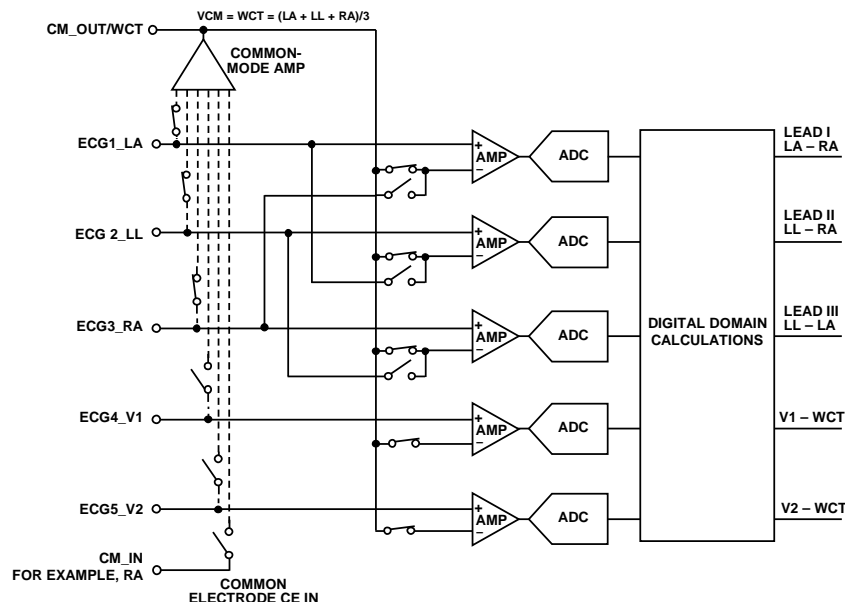 VCM = WCT = (LA + LL + RA)/3
CM_OUT/WCT
COMMON-
MODE AMP
ECG1_LA
+
AMP
–
ADC
LEAD I
LA – RA
ECG 2_LL
+
AMP
–
ADC
LEAD II
LL – RA
ECG3_RA
+
AMP
–
ADC
DIGITAL DOMAIN
CALCULATIONS
LEAD III
LL – LA
ECG4_V1
+
AMP
–
ADC
V1 – WCT
ECG5_V2
+
AMP
–
ADC
V2 – WCT
CM_IN
FOR EXAMPLE, RA
COMMON
ELECTRODE CE IN